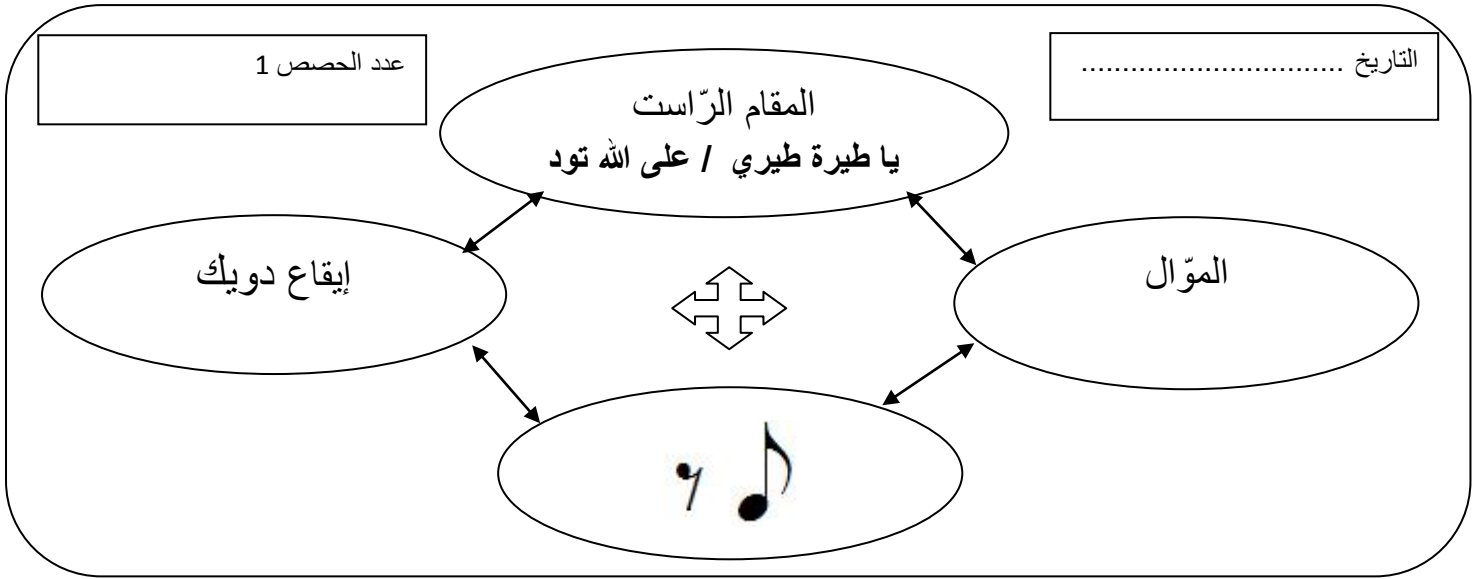 التاريخ ..............................
عدد الحصص 1
المقام الرّاست
يا طيرة طيري / على الله تود
الموّال
إيقاع دويك